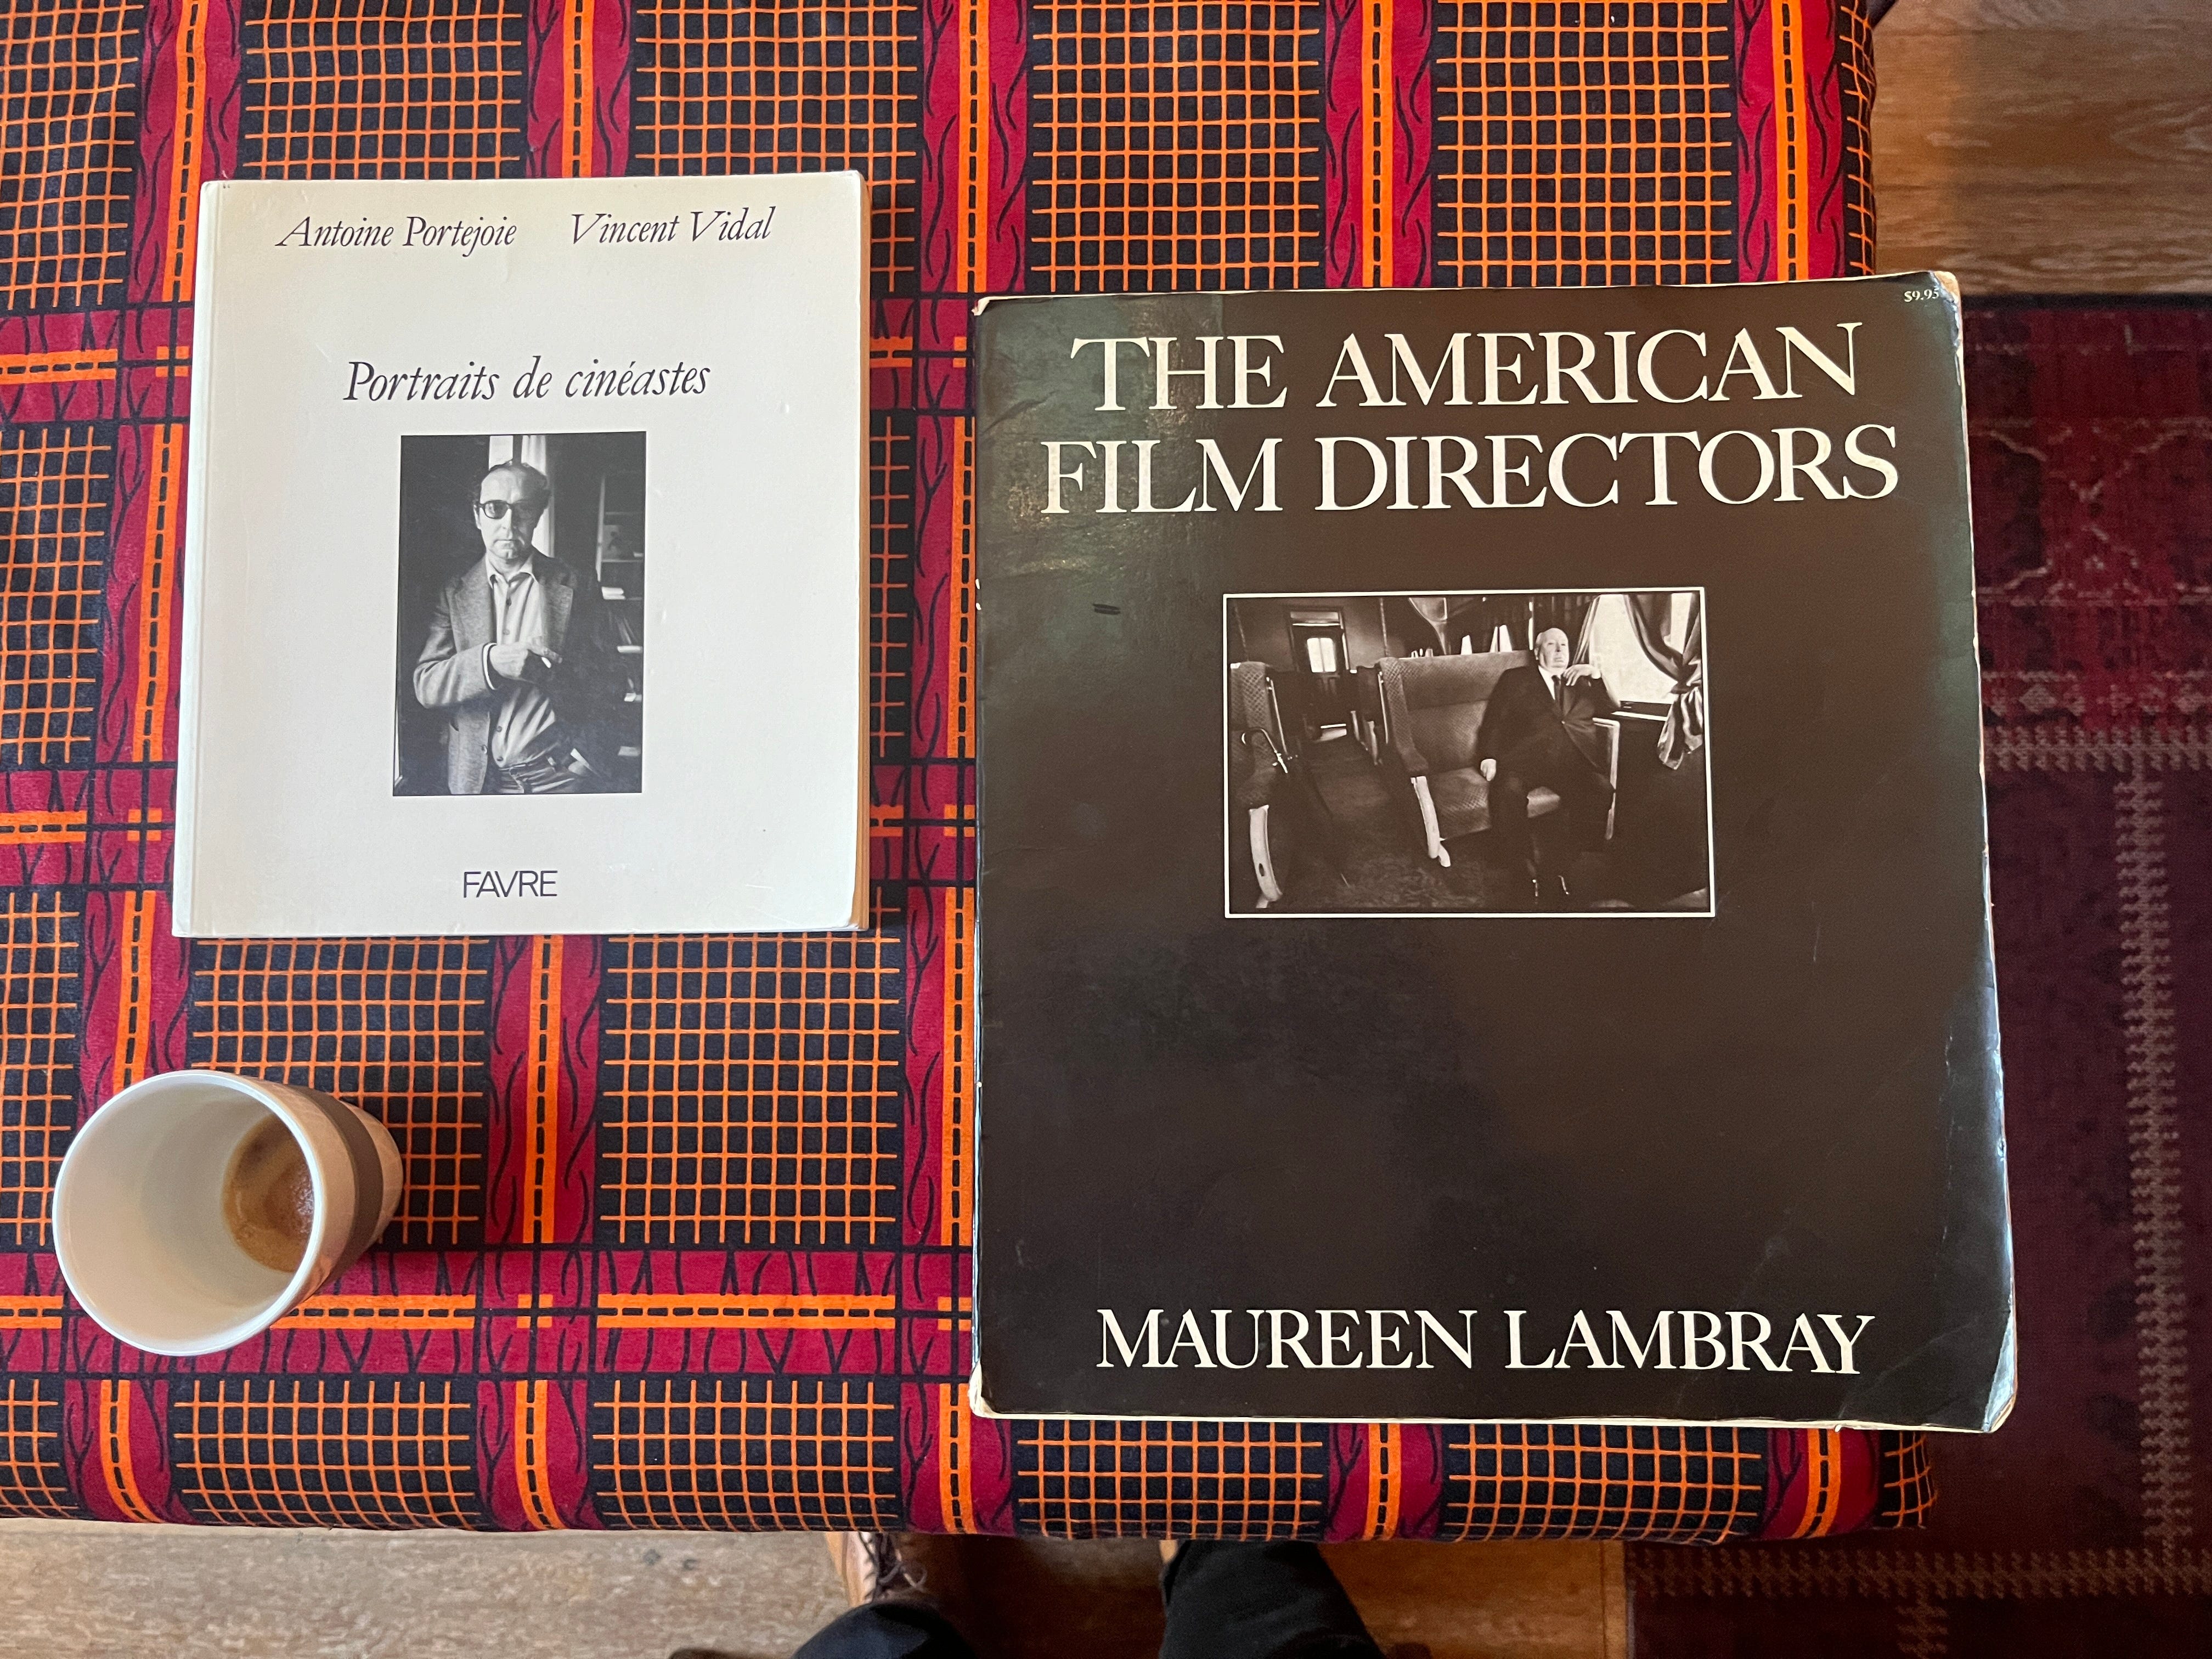 Antoine Portejoie Vincent Vidal
Portraits de cinéastes
FAVRE
$9.95
THE AMERICAN
FILM DIRECTORS
MAUREEN LAMBRAY